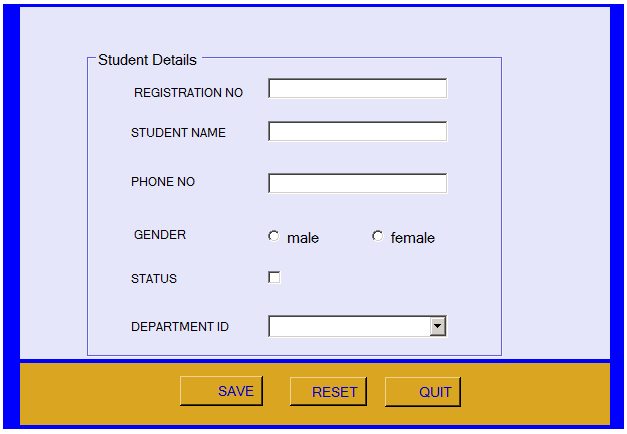 Student Details
REGISTRATION NO
STUDENT NAME
PHONE NO
GENDER male female
STATUS
DEPARTMENT ID
SAVE RESET QUIT